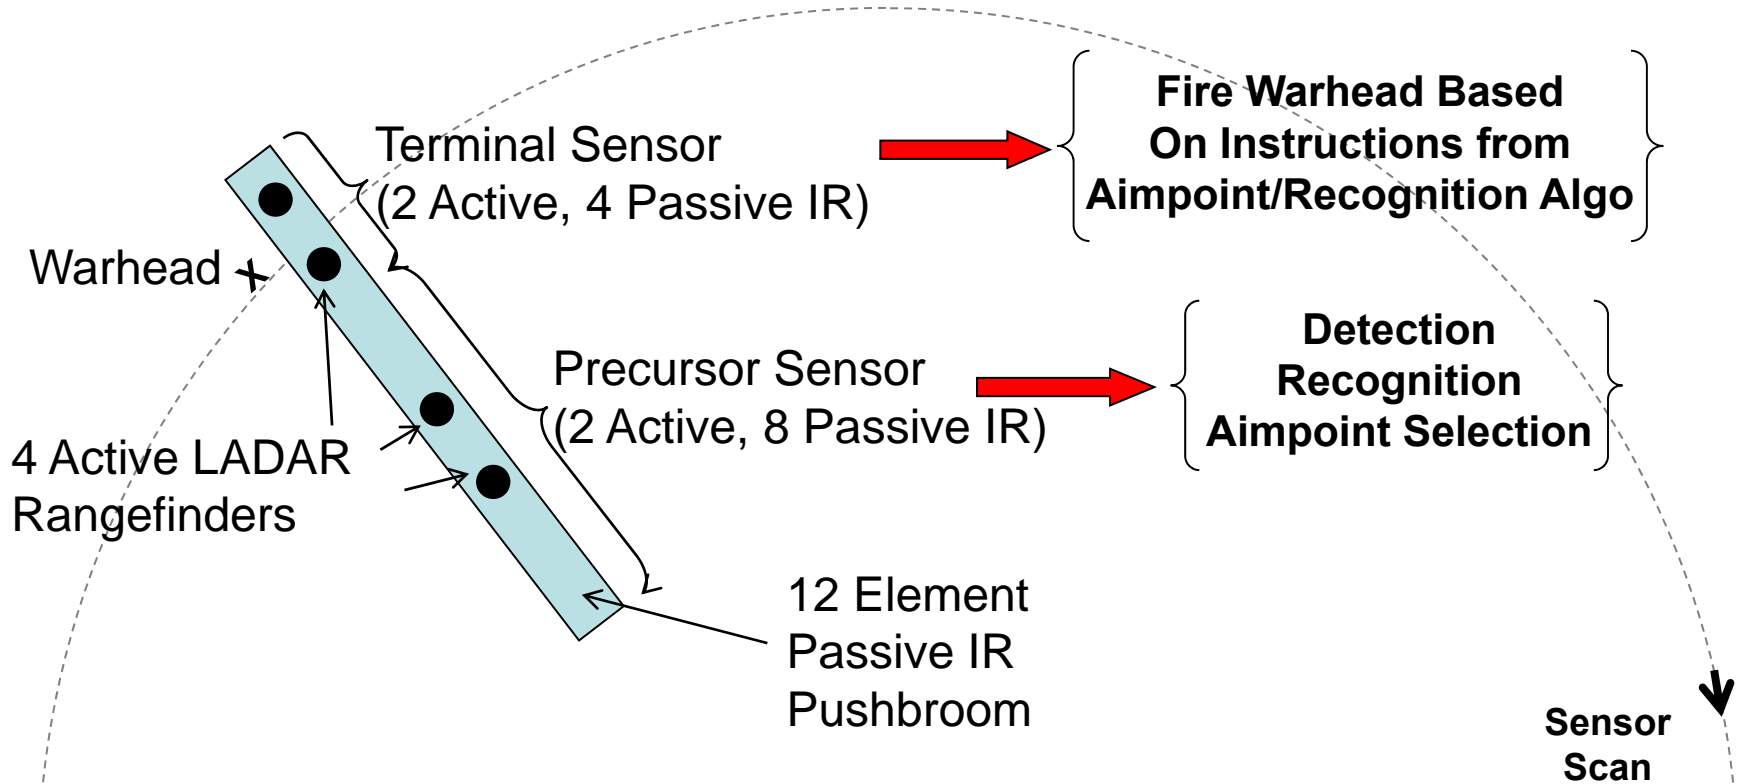 Terminal Sensor
(2 Active, 4 Passive IR)
Fire Warhead Based
On Instructions from
Aimpoint/Recognition Algo
Warhead x
Precursor Sensor
(2 Active, 8 Passive IR)
Detection
Recognition
Aimpoint Selection
4 Active LADAR
Rangefinders
12 Element
Passive IR
Pushbroom
Sensor
Scan